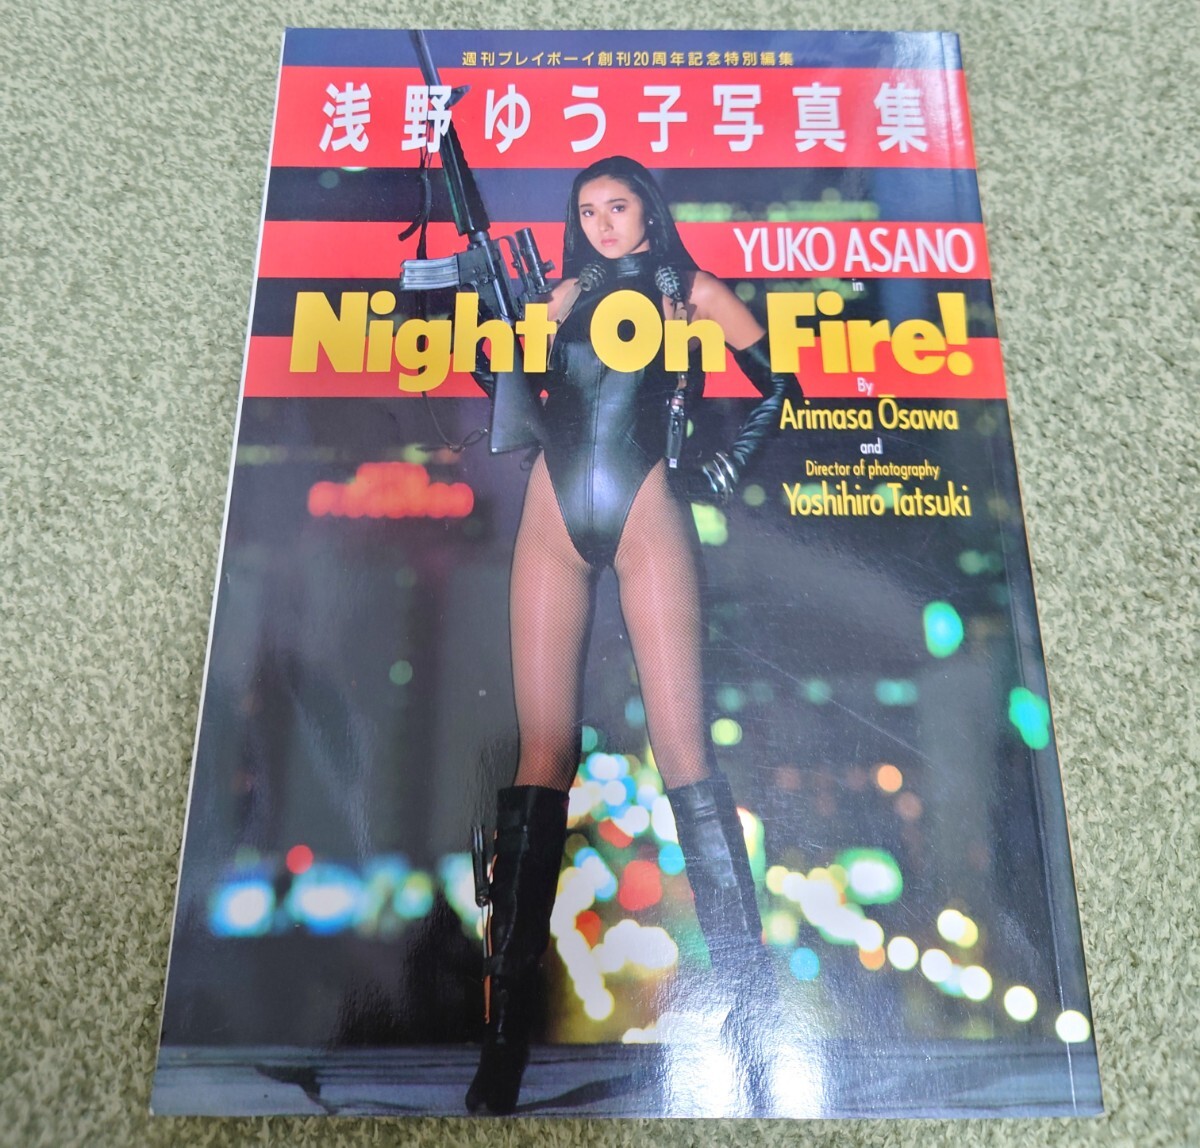 週刊プレイボーイ創刊20周年記念特別編集
浅野ゆう子写真集
YUKO ASANO
in
Night On Fire!
By
Arimasa Ōsawa
and
Director of photography
Yoshihiro Tatsuki